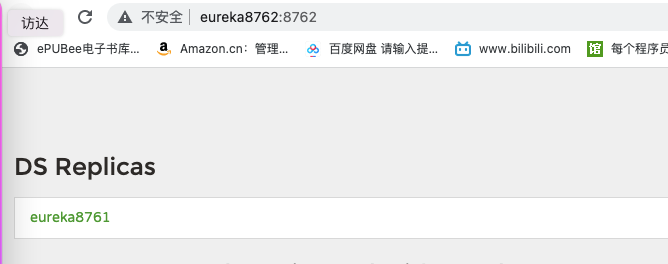 访达
不安全 eureka8762:8762
ePUBee电子书库... Amazon.cn：管理... 百度网盘 请输入提... www.bilibili.com 馆 每个程序员
DS Replicas
eureka8761